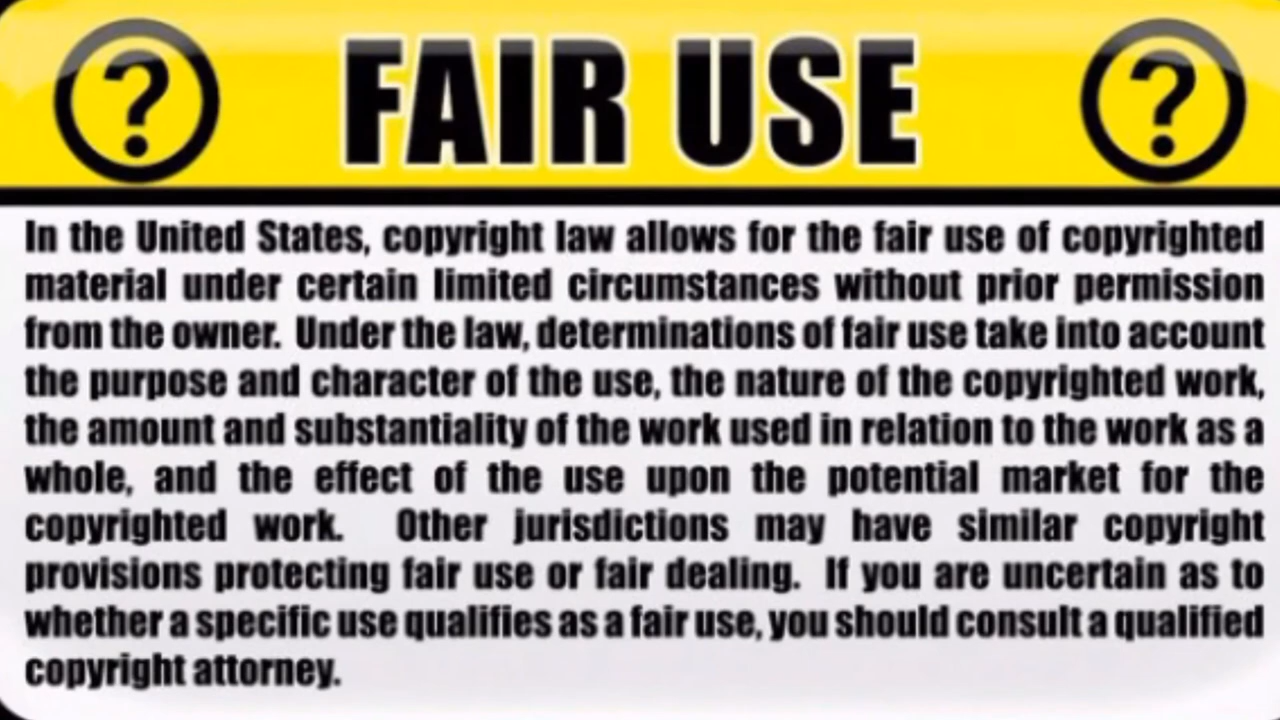 FAIR USE
In the United States, copyright law allows for the fair use of copyrighted
material under certain limited circumstances without prior permission
from the owner. Under the law, determinations of fair use take into account
the purpose and character of the use, the nature of the copyrighted work,
the amount and substantiality of the work used in relation to the work as a
whole, and the effect of the use upon the potential market for the
copyrighted work. Other jurisdictions may have similar copyright
provisions protecting fair use or fair dealing. If you are uncertain as to
whether a specific use qualifies as a fair use, you should consult a qualified
copyright attorney.